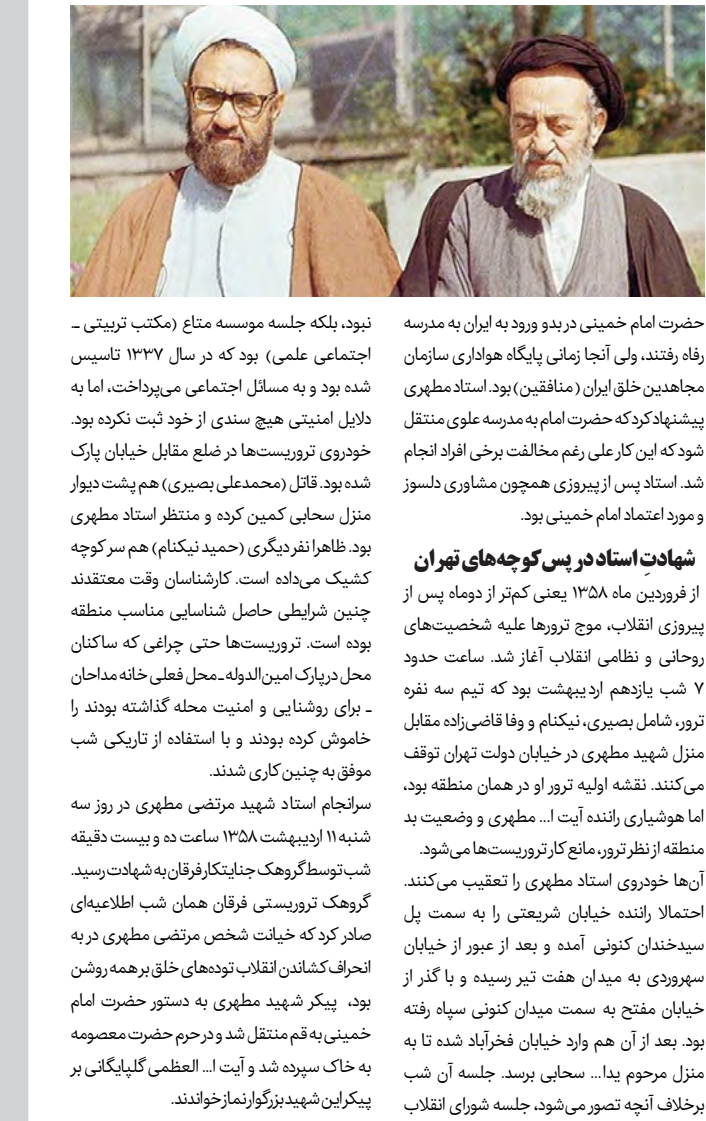 حضرت امام خمینی در بدو ورود به ایران به مدرسه
رفاه رفتند، ولی آنجا زمانی پایگاه هواداری سازمان
مجاهدین خلق ایران (منافقین) بود. استاد مطهری
پیشنهاد کرد که حضرت امام به مدرسه علوی منتقل
شود که این کار علی رغم مخالفت برخی افراد انجام
شد. استاد پس از پیروزی همچون مشاوری دلسوز
و مورد اعتماد امام خمینی بود.
شهادتِ استاد در پس کوچه‌های تهران
از فروردین ماه ۱۳۵۸ یعنی کم‌تر از دوماه پس از
پیروزی انقلاب، موج ترورها علیه شخصیت‌های
روحانی و نظامی انقلاب آغاز شد. ساعت حدود
۷ شب یازدهم اردیبهشت بود که تیم سه نفره
ترور، شامل بصیری، نیکنام و وفا قاضی‌زاده مقابل
منزل شهید مطهری در خیابان دولت تهران توقف
می‌کنند. نقشه اولیه ترور او در همان منطقه بود،
اما هوشیاری راننده آیت ا... مطهری و وضعیت بد
منطقه از نظر ترور، مانع کار تروریست‌ها می‌شود.
آن‌ها خودروی استاد مطهری را تعقیب می‌کنند.
احتمالا راننده خیابان شریعتی را به سمت پل
سیدخندان کنونی آمده و بعد از عبور از خیابان
سهروردی به میدان هفت تیر رسیده و با گذر از
خیابان مفتح به سمت میدان کنونی سپاه رفته
بود. بعد از آن هم وارد خیابان فخرآباد شده تا به
منزل مرحوم یدا... سحابی برسد. جلسه آن شب
برخلاف آنچه تصور می‌شود، جلسه شورای انقلاب
نبود، بلکه جلسه موسسه متاع (مکتب تربیتی ـ
اجتماعی علمی) بود که در سال ۱۳۳۷ تاسیس
شده بود و به مسائل اجتماعی می‌پرداخت، اما به
دلایل امنیتی هیچ سندی از خود ثبت نکرده بود.
خودروی تروریست‌ها در ضلع مقابل خیابان پارک
شده بود. قاتل (محمدعلی بصیری) هم پشت دیوار
منزل سحابی کمین کرده و منتظر استاد مطهری
بود. ظاهرا نفر دیگری (حمید نیکنام) هم سر کوچه
کشیک می‌داده است. کارشناسان وقت معتقدند
چنین شرایطی حاصل شناسایی مناسب منطقه
بوده است. تروریست‌ها حتی چراغی که ساکنان
محل در پارک امین‌الدوله ـ محل فعلی خانه مداحان
ـ برای روشنایی و امنیت محله گذاشته بودند را
خاموش کرده بودند و با استفاده از تاریکی شب
موفق به چنین کاری شدند.
سرانجام استاد شهید مرتضی مطهری در روز سه
شنبه ۱۱ اردیبهشت ۱۳۵۸ ساعت ده و بیست دقیقه
شب توسط گروهک جنایتکار فرقان به شهادت رسید.
گروهک تروریستی فرقان همان شب اطلاعیه‌ای
صادر کرد که خیانت شخص مرتضی مطهری در به
انحراف کشاندن انقلاب توده‌های خلق بر همه روشن
بود، پیکر شهید مطهری به دستور حضرت امام
خمینی به قم منتقل شد و در حرم حضرت معصومه
به خاک سپرده شد و آیت ا... العظمی گلپایگانی بر
پیکر این شهید بزرگوار نماز خواندند.